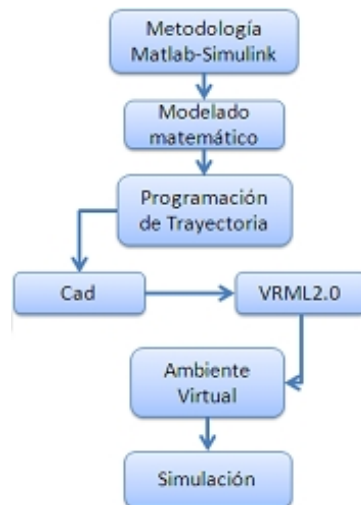 Metodología
Matlab-Simulink
Modelado
matemático
Programación
de Trayectoria
Cad
VRML2.0
Ambiente
Virtual
Simulación